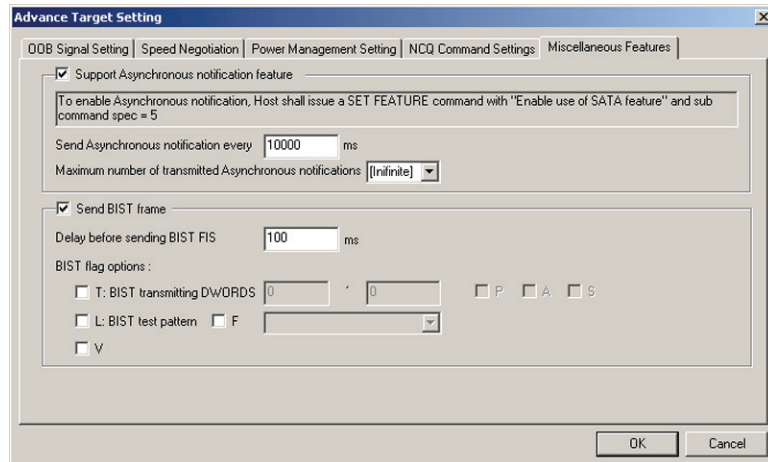 Advance Target Setting
OOB Signal Setting Speed Negotiation Power Management Setting NCQ Command Settings Miscellaneous Features
Support Asynchronous notification feature
To enable Asynchronous notification, Host shall issue a SET FEATURE command with "Enable use of SATA feature" and sub
command spec = 5
Send Asynchronous notification every 10000 ms
Maximum number of transmitted Asynchronous notifications [Inifinite]
Send BIST frame
Delay before sending BIST FIS 100 ms
BIST flag options :
T: BIST transmitting DWORDS 0 ' 0 P A S
L: BIST test pattern F
V
OK Cancel